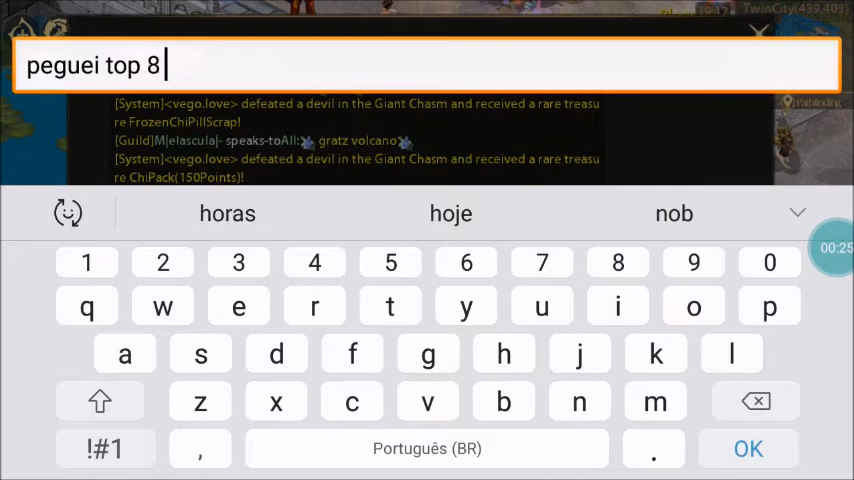 TwinCity(439,403)
peguei top 8
Pathfinding
[System]<vego.love> defeated a devil in the Giant Chasm and received a rare treasu
re FrozenChiPillScrap!
[Guild]M|elascula|- speaks-toAll: gratz volcano
[System]<vego.love> defeated a devil in the Giant Chasm and received a rare treasu
re ChiPack(150Points)!
horas hoje nob
00:25
1 2 3 4 5 6 7 8 9 0
q w e r t y u i o p
a s d f g h j k l
z x c v b n m
!#1 , Português (BR) . OK